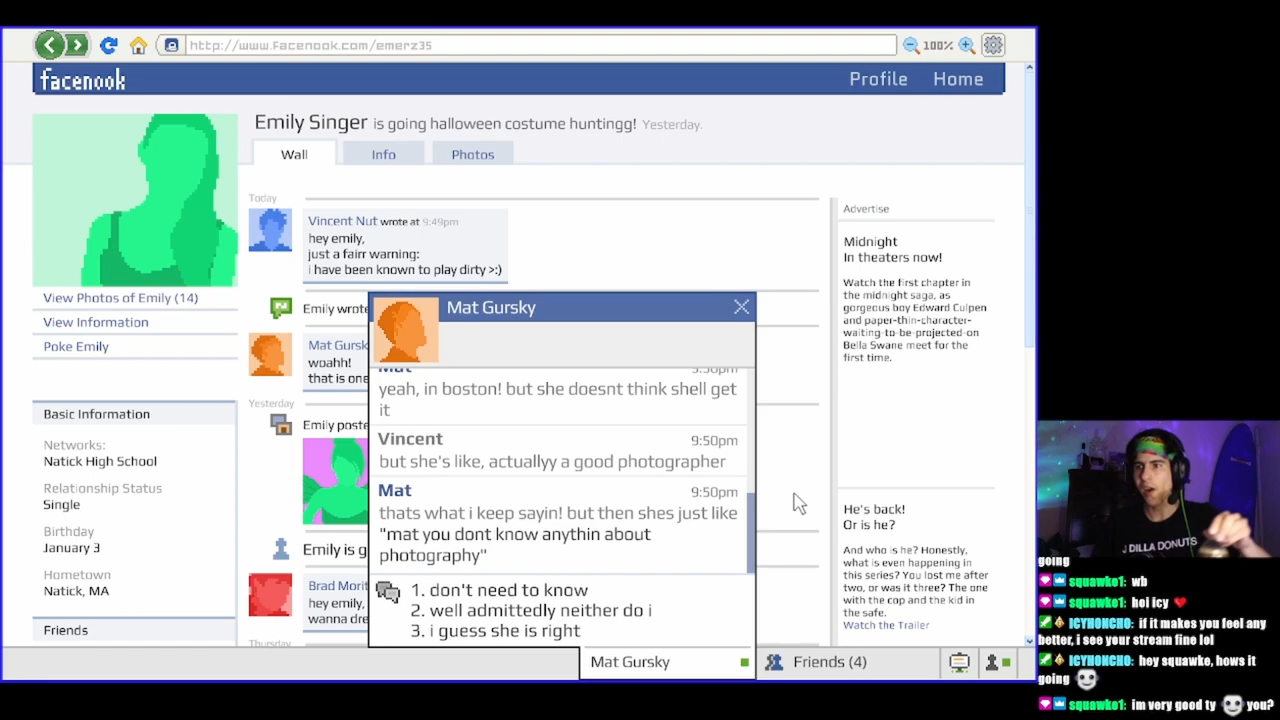 http://www.facenook.com/emerz35
100%
facenook
Profile Home
Emily Singer is going halloween costume huntingg! Yesterday.
Wall Info Photos
Today
Vincent Nut wrote at 9:49pm
hey emily,
just a fairr warning:
i have been known to play dirty >:)
Emily wrote
Mat Gursk
woahh!
that is one
Yesterday
Emily poste
Emily is g
Brad Morit
hey emily,
wanna dre
Thursday
View Photos of Emily (14)
View Information
Poke Emily
Basic Information
Networks:
Natick High School
Relationship Status
Single
Birthday
January 3
Hometown
Natick, MA
Friends
Mat Gursky
Mat 9:50pm
yeah, in boston! but she doesnt think shell get
it
Vincent 9:50pm
but she's like, actuallyy a good photographer
Mat 9:50pm
thats what i keep sayin! but then shes just like
"mat you dont know anythin about
photography"
1. don't need to know
2. well admittedly neither do i
3. i guess she is right
Mat Gursky
Friends (4)
Advertise
Midnight
In theaters now!
Watch the first chapter in
the midnight saga, as
gorgeous boy Edward Culpen
and paper-thin-character-
waiting-to-be-projected-on
Bella Swane meet for the
first time.
He's back!
Or is he?
And who is he? Honestly,
what is even happening in
this series? You lost me after
two, or was it three? The one
with the cop and the kid in
the safe.
Watch the Trailer
J DILLA DONUTS
going
squawko1: wb
squawko1: hoi icy
ICYHONCHO: if it makes you feel any
better, i see your stream fine lol
ICYHONCHO: hey squawke, hows it
going
squawko1: im very good ty you?